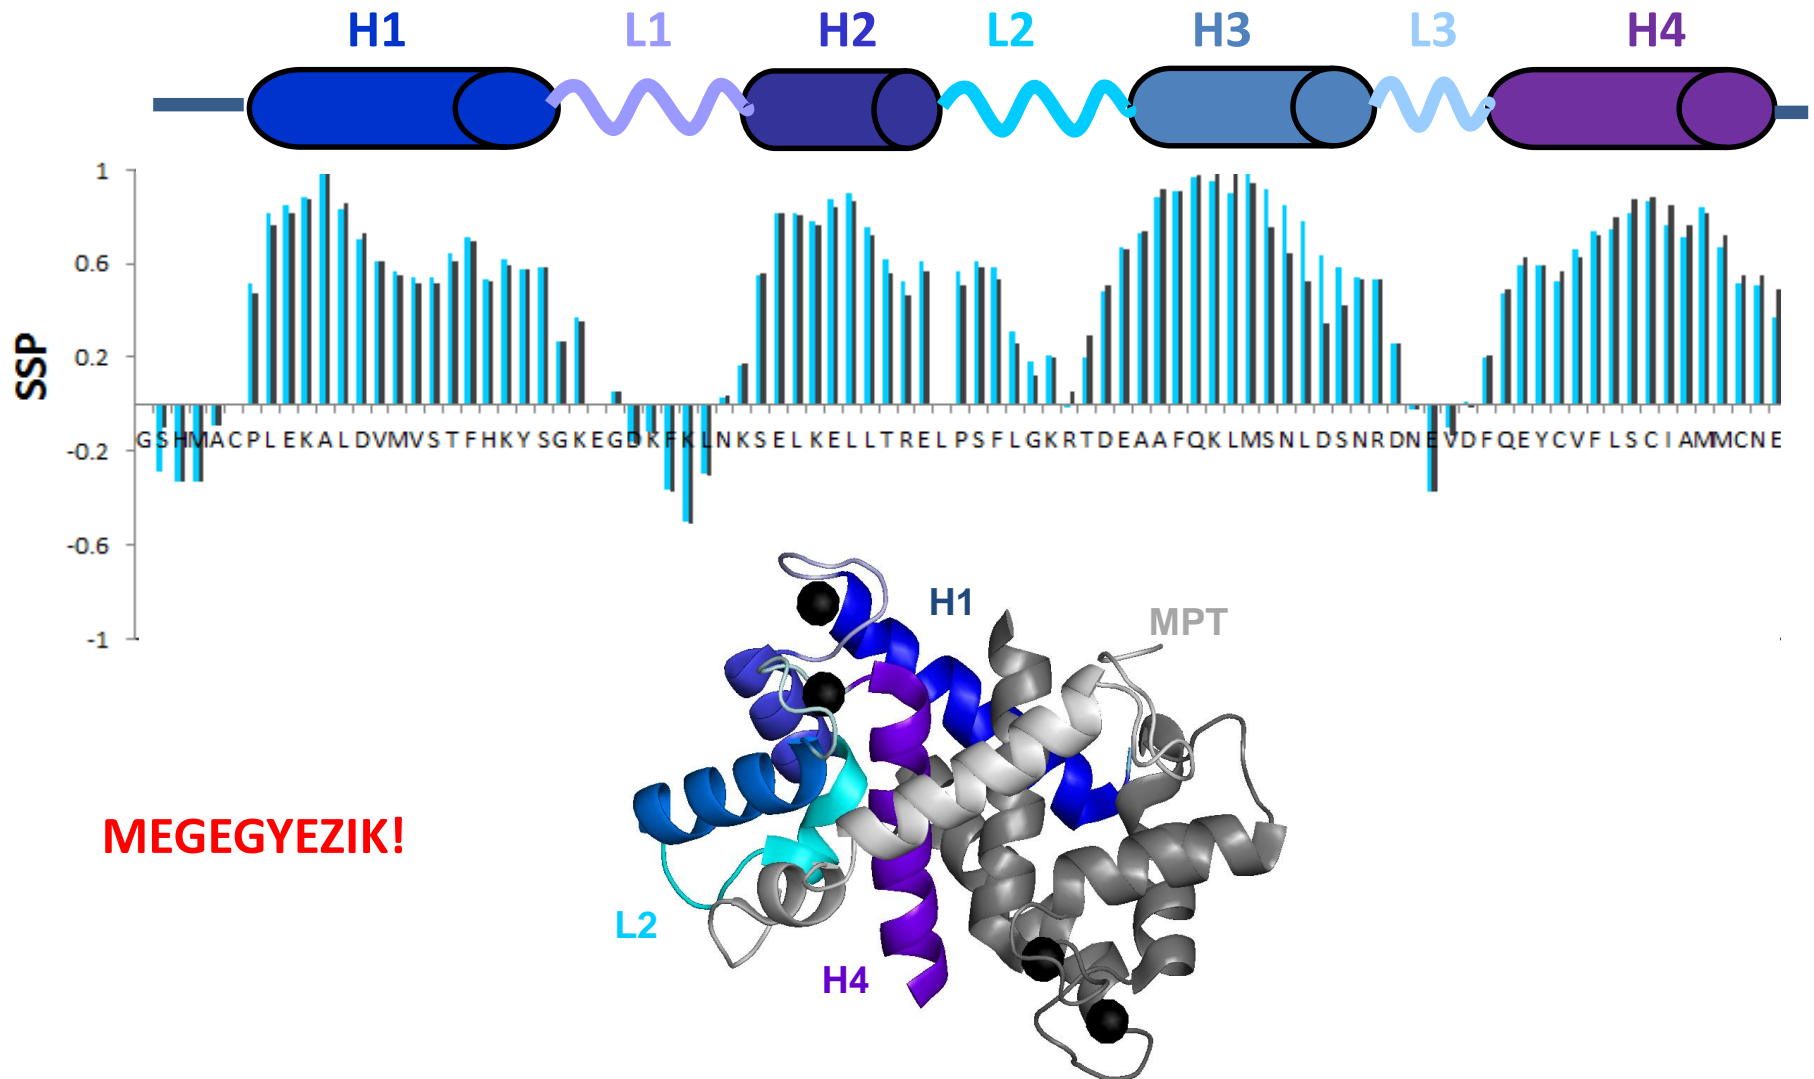 H1 L1 H2 L2 H3 L3 H4
1
0.6
0.2
-0.2
-0.6
-1
SSP
GSHMACPLEKALDVMVSTFHKYSGKEGDKFKLNKSELKELLTRELPSFLGKRTDEAAFQKLMSNLDSNRDNEVDFQEYCVFLSCIAMMCNE
H1
MPT
MEGEGYEZIK!
L2
H4